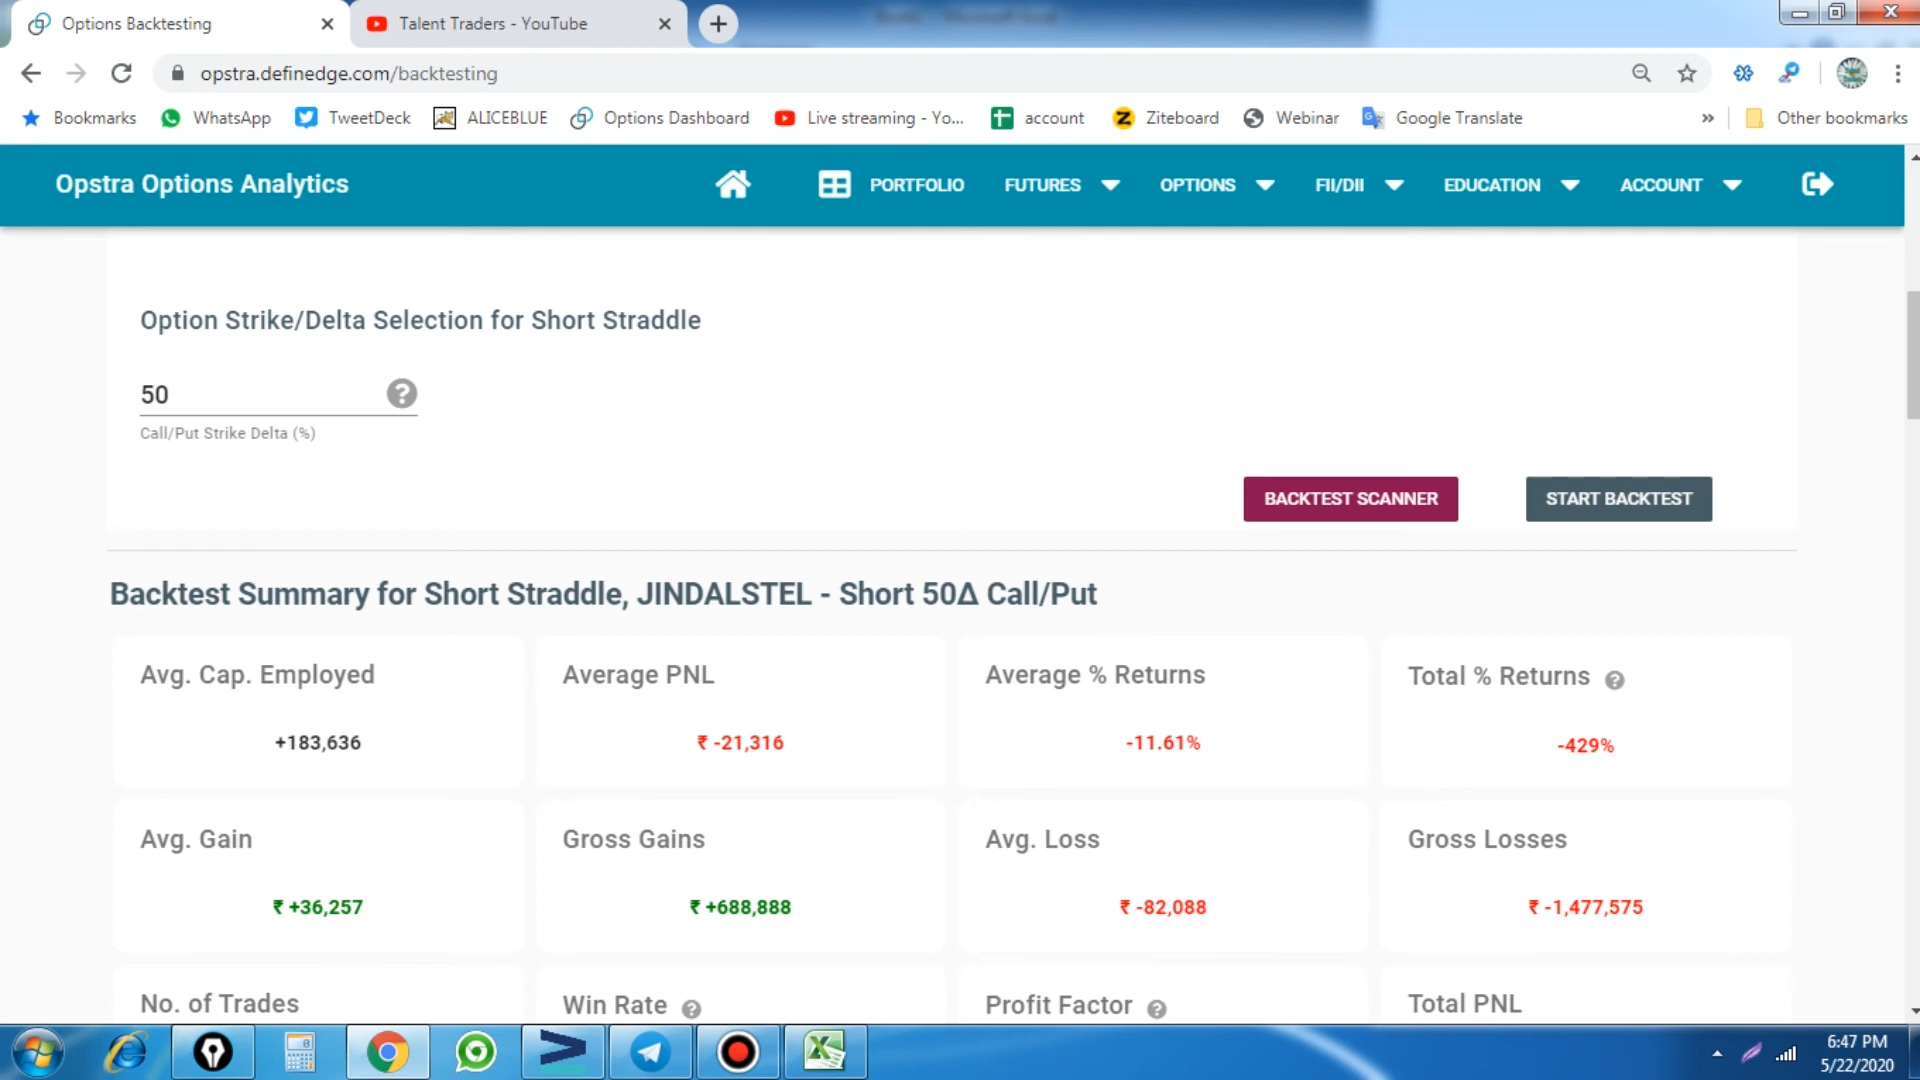 Options Backtesting
Talent Traders - YouTube
opstra.definedge.com/backtesting
Bookmarks WhatsApp TweetDeck ALICEBLUE Options Dashboard Live streaming - Yo... account Ziteboard Webinar Google Translate » Other bookmarks
Opstra Options Analytics PORTFOLIO FUTURES OPTIONS FII/DII EDUCATION ACCOUNT
Option Strike/Delta Selection for Short Straddle
50
Call/Put Strike Delta (%)
BACKTEST SCANNER START BACKTEST
Backtest Summary for Short Straddle, JINDALSTEL - Short 50Δ Call/Put
Avg. Cap. Employed Average PNL Average % Returns Total % Returns
+183,636 ₹ -21,316 -11.61% -429%
Avg. Gain Gross Gains Avg. Loss Gross Losses
₹ +36,257 ₹ +688,888 ₹ -82,088 ₹ -1,477,575
No. of Trades Win Rate Profit Factor Total PNL
6:47 PM
5/22/2020